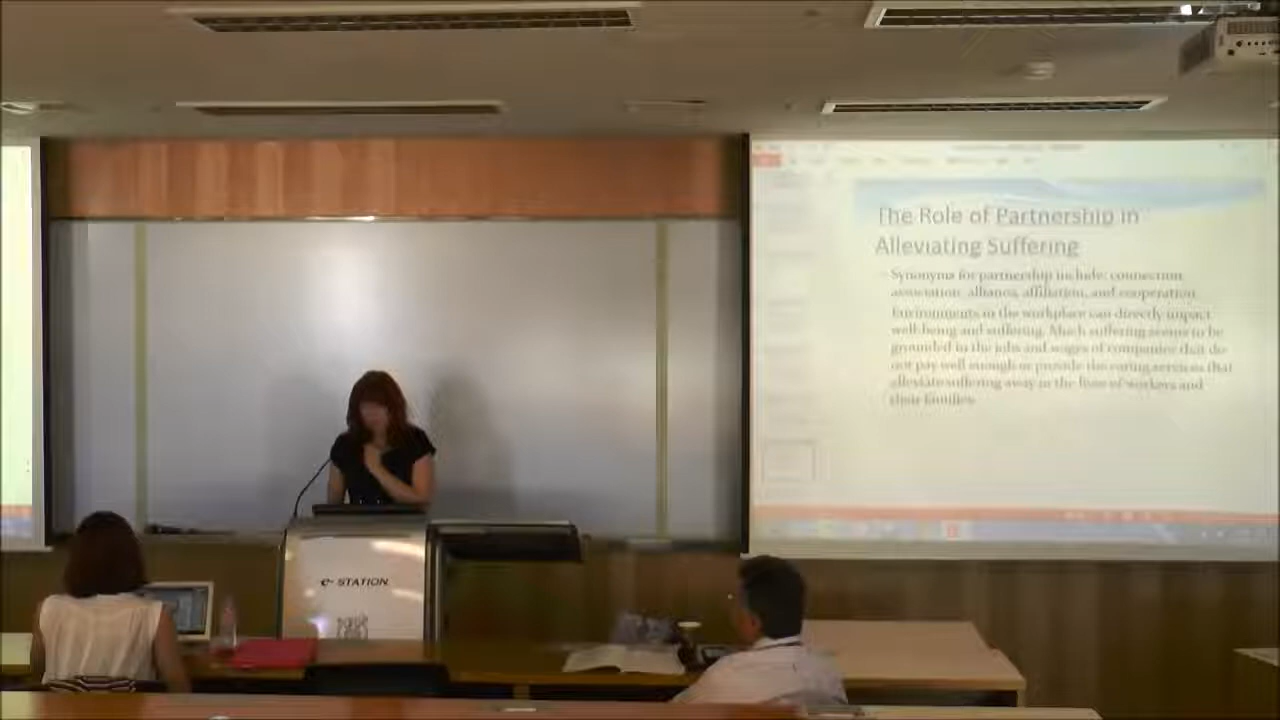 The Role of Partnership in
Alleviating Suffering
Synonyms for partnership include: connection,
association, alliance, affiliation, and cooperation
Environments in the workplace can directly impact
well-being and suffering. Much suffering seems to be
grounded in the jobs and wages of companies that do
not pay well enough or provide the caring services that
alleviate suffering away in the lives of workers and
their families
e-STATION